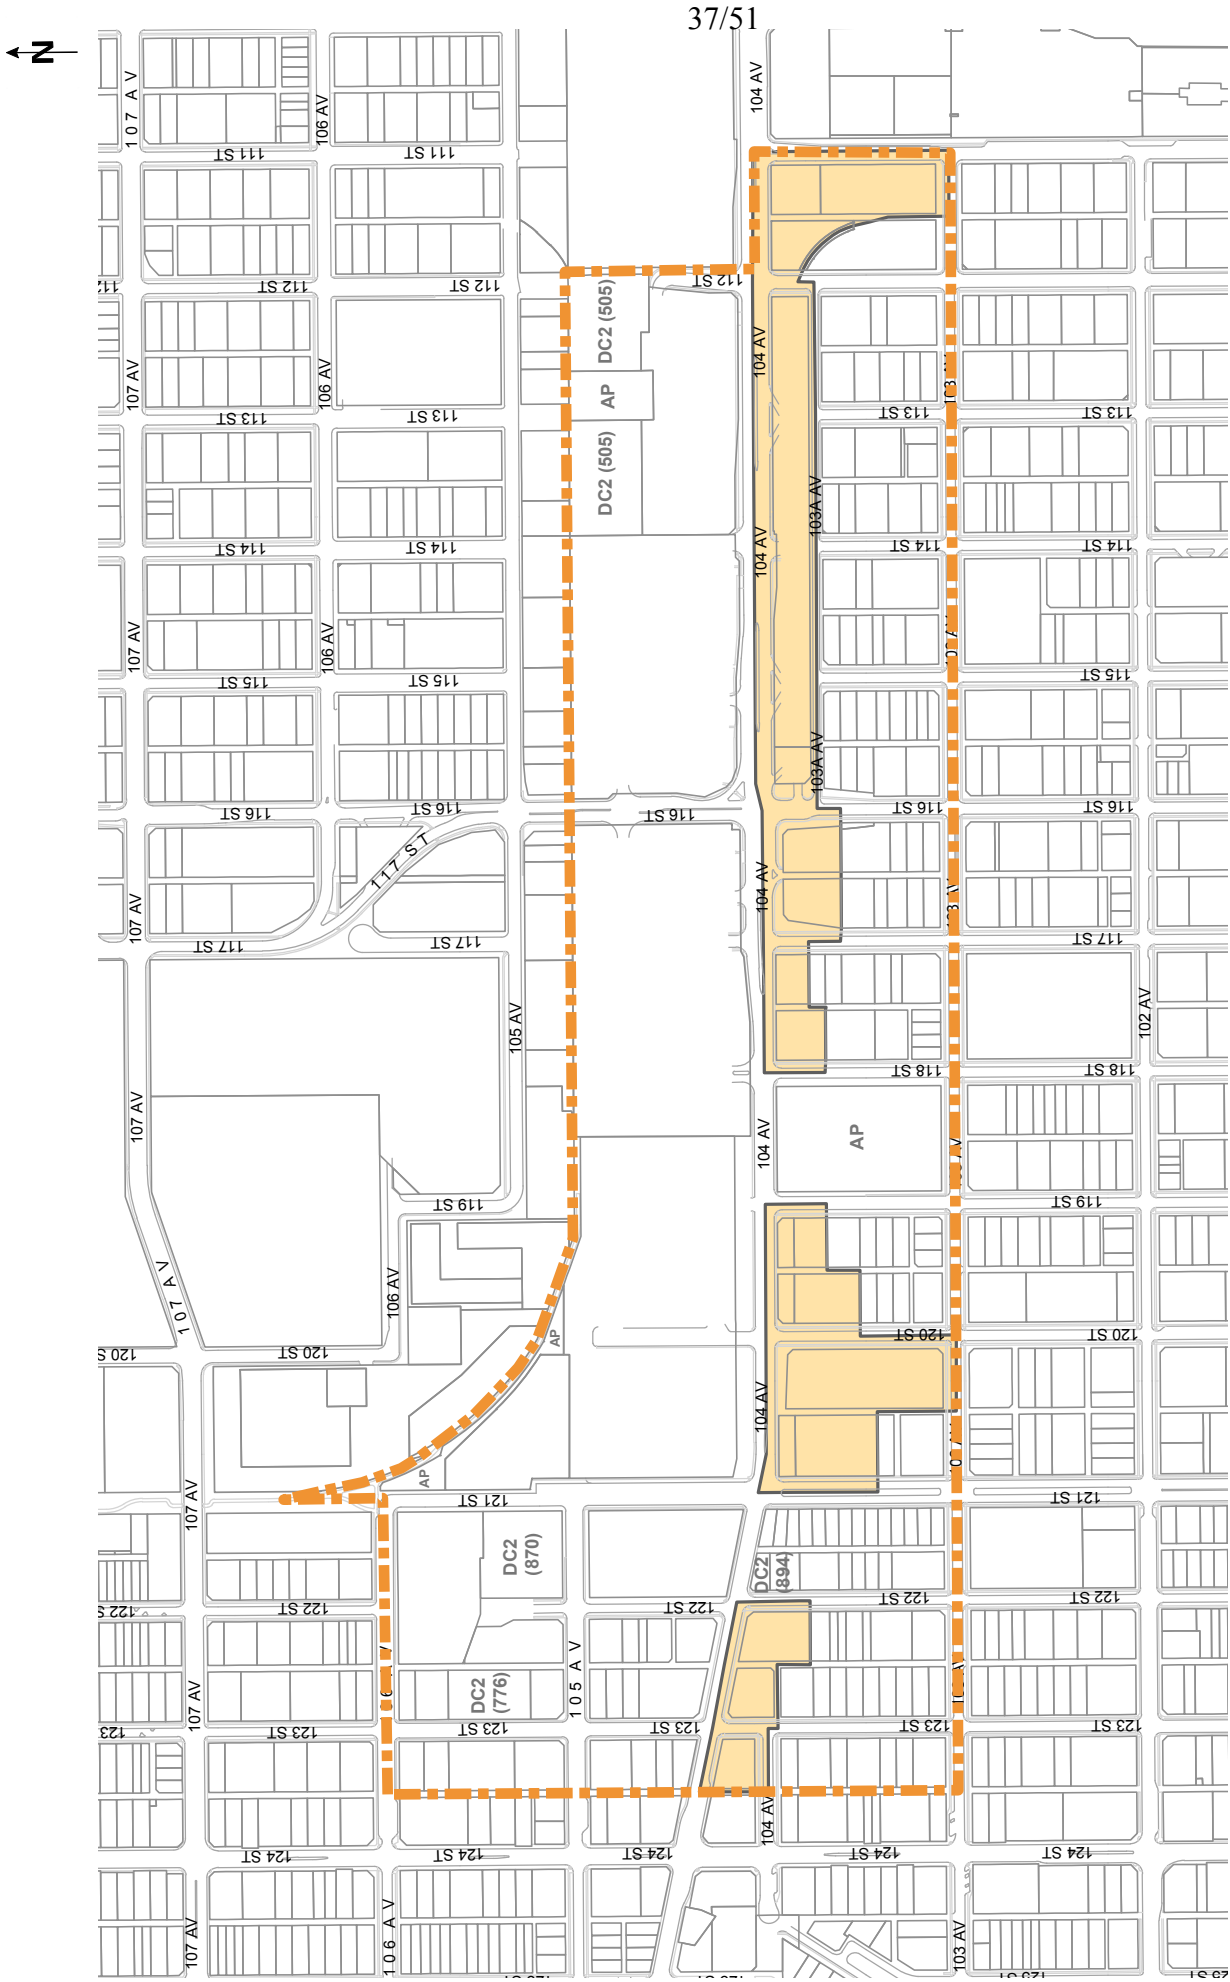 37/51
N
107 AV
106 AV
104 AV
111 ST
111 ST
112 ST
112 ST
112 ST
DC2 (505)
AP
DC2 (505)
107 AV
106 AV
104 AV
113 ST
113 ST
113 ST
113 ST
103A AV
104 AV
114 ST
114 ST
114 ST
114 ST
107 AV
106 AV
115 ST
115 ST
115 ST
103A AV
116 ST
116 ST
116 ST
116 ST
116 ST
117 ST
104 AV
107 AV
117 ST
117 ST
117 ST
105 AV
102 AV
118 ST
118 ST
107 AV
104 AV
AP
119 ST
119 ST
107 AV
106 AV
AP
120 ST
120 ST
120 ST
120 ST
104 AV
AP
107 AV
121 ST
121 ST
DC2
(870)
DC2
(894)
122 ST
122 ST
122 ST
122 ST
107 AV
DC2
(776)
105 AV
123 ST
123 ST
123 ST
123 ST
123 ST
104 AV
124 ST
124 ST
124 ST
124 ST
124 ST
107 AV
106 AV
103 AV